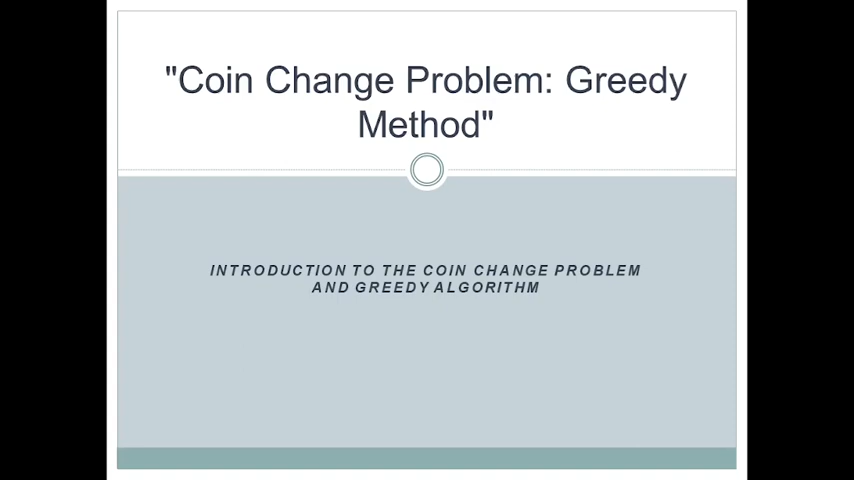 "Coin Change Problem: Greedy
Method"
INTRODUCTION TO THE COIN CHANGE PROBLEM
AND GREEDY ALGORITHM